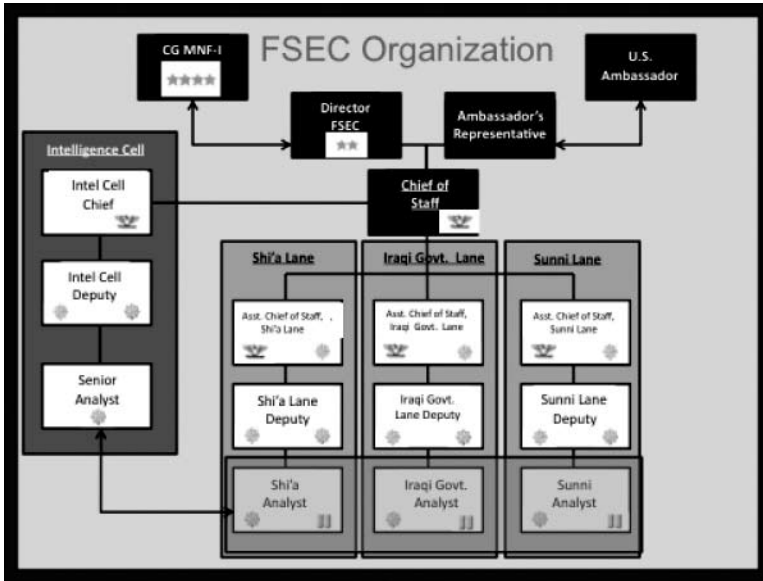 FSEC Organization
CG MNF-I
U.S.
Ambassador
Director
FSEC
Ambassador's
Representative
Intelligence Cell
Intel Cell
Chief
Chief of
Staff
Intel Cell
Deputy
Senior
Analyst
Shi'a Lane
Iraqi Govt. Lane
Sunni Lane
Asst. Chief of Staff, .
Shi'a Lane
Asst. Chief of Staff,
Iraqi Govt. Lane
Asst. Chief of Staff,
Sunni Lane
Shi'a Lane
Deputy
Iraqi Govt.
Lane Deputy
Sunni Lane
Deputy
Shi'a
Analyst
Iraqi Govt.
Analyst
Sunni
Analyst